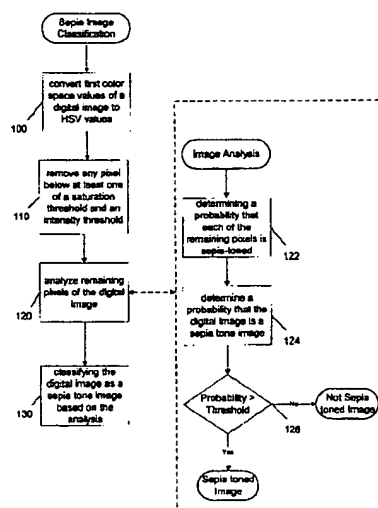 Sepia Image
Classification
convert first color
space values of a
digital image to
HSV values
100
remove any pixel
below at least one
of a saturation
threshold and an
intensity threshold
110
analyze remaining
pixels of the digital
Image
120
classifying the
digital image as a
sepia tone image
based on the
analysis
130
Image Analysis
determining a
probability that
each of the
remaining pixels is
sepia-toned
122
determine a
probability that
the digital image is a
sepia tone image
124
Probability >
Threshold
126
No
Not Sepia
toned Image
Yes
Sepia toned
Image